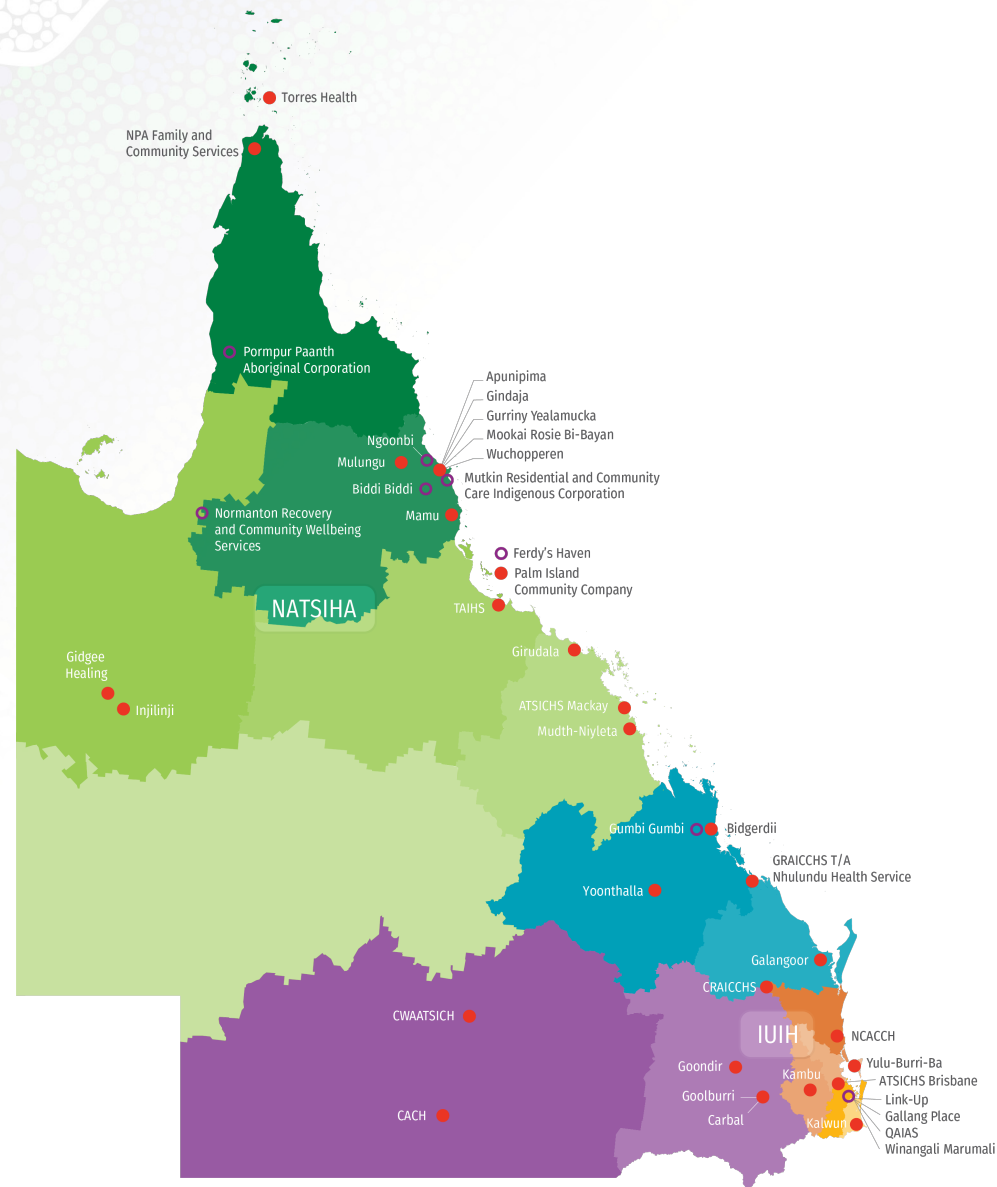 Torres Health
NPA Family and
Community Services
Pormpur Paanth
Aboriginal Corporation
Apunipima
Gindaja
Gurriny Yealamucka
Mookai Rosie Bi-Bayan
Wuchopperen
Ngoonbi
Mulungu
Mutkin Residential and Community
Care Indigenous Corporation
Biddi Biddi
Mamu
Normanton Recovery
and Community Wellbeing
Services
Ferdy's Haven
Palm Island
Community Company
NATSIHA
TAIHS
Girudala
Gidgee
Healing
Injilinji
ATSICHS Mackay
Mudth-Niyleta
Gumbi Gumbi
Bidgerdii
GRAICCHS T/A
Nhulundu Health Service
Yoonthalla
Galangoor
CRAICCHS
CWAATSICH
IUIH
NCACCH
Yulu-Burri-Ba
Goondir
Kambu
ATSICHS Brisbane
Goolburri
Link-Up
CACH
Carbal
Gallang Place
Kalwun
QAIAS
Winangali Marumali